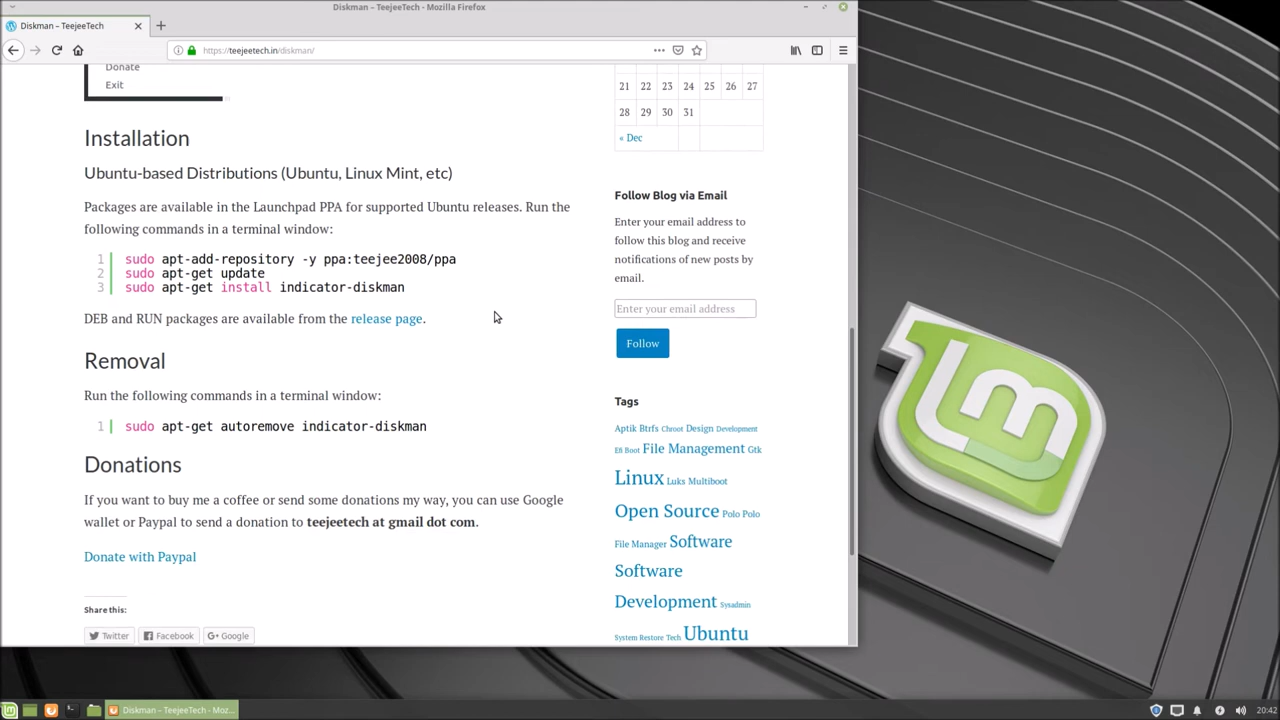 Diskman – TeejeeTech - Mozilla Firefox
Diskman – TeejeeTech
https://teejeetech.in/diskman/
Donate
Exit
Installation
Ubuntu-based Distributions (Ubuntu, Linux Mint, etc)
Packages are available in the Launchpad PPA for supported Ubuntu releases. Run the
following commands in a terminal window:
1 sudo apt-add-repository -y ppa:teejee2008/ppa
2 sudo apt-get update
3 sudo apt-get install indicator-diskman
DEB and RUN packages are available from the release page.
Removal
Run the following commands in a terminal window:
1 sudo apt-get autoremove indicator-diskman
Donations
If you want to buy me a coffee or send some donations my way, you can use Google
wallet or Paypal to send a donation to teejeetech at gmail dot com.
Donate with Paypal
Share this:
Twitter Facebook G+ Google
21 22 23 24 25 26 27
28 29 30 31
« Dec
Follow Blog via Email
Enter your email address to
follow this blog and receive
notifications of new posts by
email.
Enter your email address
Follow
Tags
Aptik Btrfs Chroot Design Development
Efi Boot File Management Gtk
Linux Luks Multiboot
Open Source Polo Polo
File Manager Software
Software
Development Sysadmin
System Restore Tech Ubuntu
Diskman – TeejeeTech - Moz...
20:42